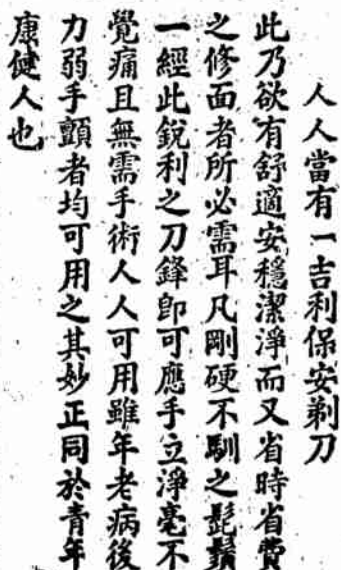 人人當有一吉利保安剃刀
此乃欲有舒適安穩潔淨而又省時省費
之修面者所必需耳凡剛硬不馴之髭鬚
一經此銳利之刀鋒卽可應手立淨毫不
覺痛且無需手術人人可用雖年老病後
力弱手顫者均可用之其妙正同於青年
康健人也